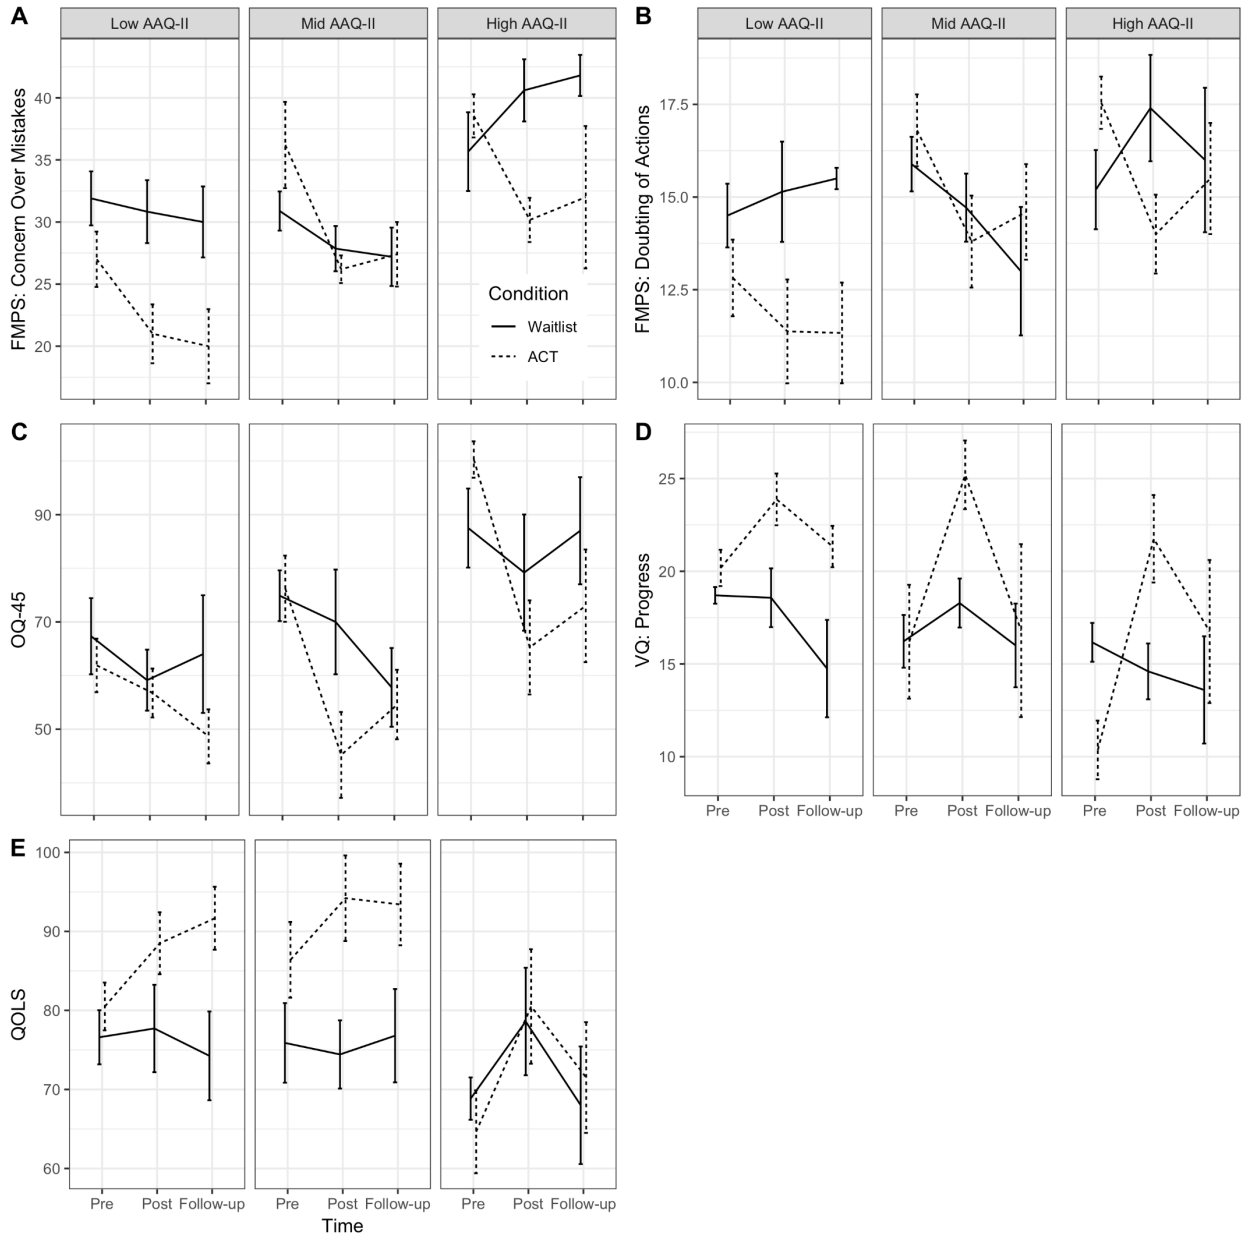 A
Low AAQ-II
Mid AAQ-II
High AAQ-II
FMPS: Concern Over Mistakes
40
35
30
25
20
Condition
Waitlist
ACT
B
Low AAQ-II
Mid AAQ-II
High AAQ-II
FMPS: Doubting of Actions
17.5
15.0
12.5
10.0
C
OQ-45
90
70
50
D
VQ: Progress
25
20
15
10
Pre Post Follow-up
Pre Post Follow-up
Pre Post Follow-up
E
QOLS
100
90
80
70
60
Pre Post Follow-up
Pre Post Follow-up
Pre Post Follow-up
Time